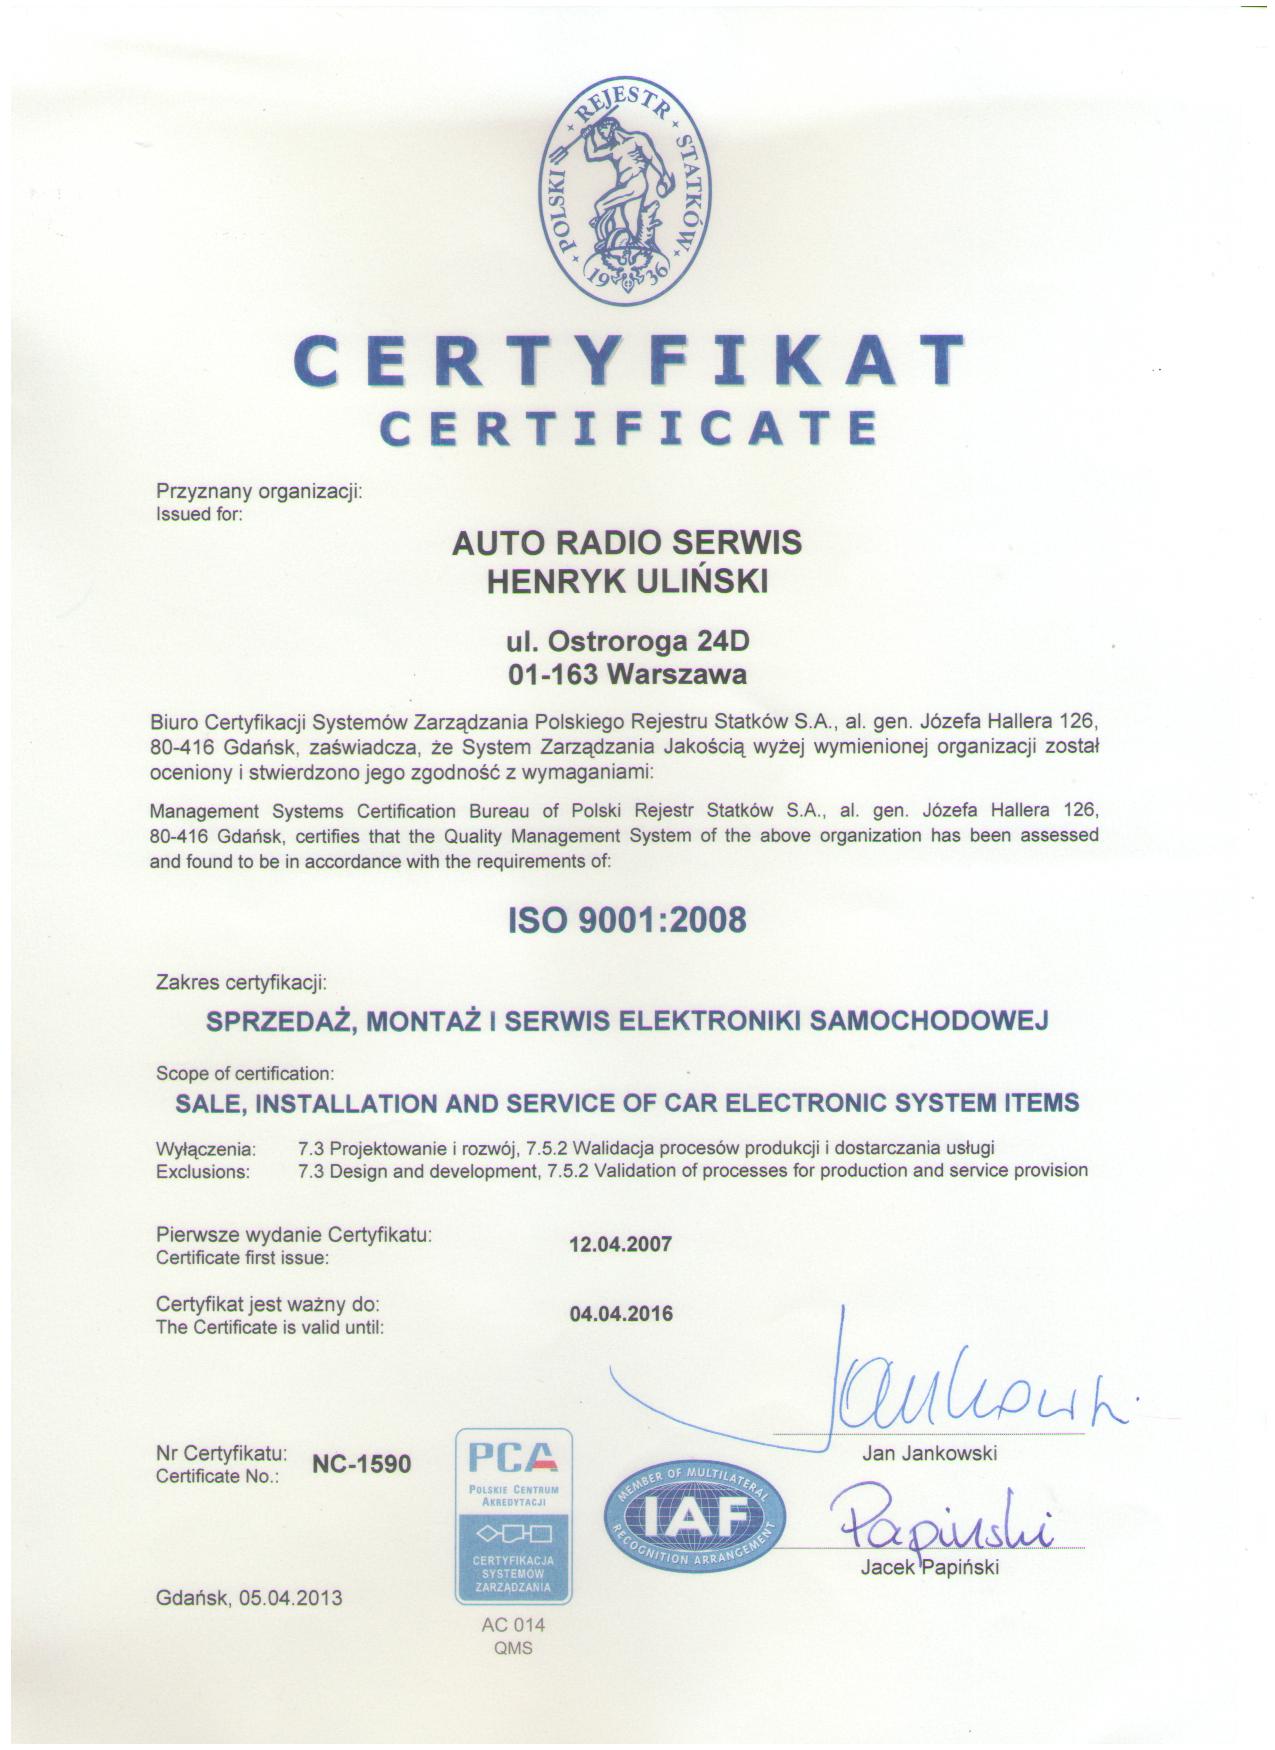 POLSKI REJESTR STATKÓW
1936
CERTYFIKAT
CERTIFICATE
Przyznany organizacji:
Issued for:
AUTO RADIO SERWIS
HENRYK ULIŃSKI
ul. Ostroroga 24D
01-163 Warszawa
Biuro Certyfikacji Systemów Zarządzania Polskiego Rejestru Statków S.A., al. gen. Józefa Hallera 126,
80-416 Gdańsk, zaświadcza, że System Zarządzania Jakością wyżej wymienionej organizacji został
oceniony i stwierdzono jego zgodność z wymaganiami:
Management Systems Certification Bureau of Polski Rejestr Statków S.A., al. gen. Józefa Hallera 126,
80-416 Gdańsk, certifies that the Quality Management System of the above organization has been assessed
and found to be in accordance with the requirements of:
ISO 9001:2008
Zakres certyfikacji:
SPRZEDAŻ, MONTAŻ I SERWIS ELEKTRONIKI SAMOCHODOWEJ
Scope of certification:
SALE, INSTALLATION AND SERVICE OF CAR ELECTRONIC SYSTEM ITEMS
Wyłączenia: 7.3 Projektowanie i rozwój, 7.5.2 Walidacja procesów produkcji i dostarczania usługi
Exclusions: 7.3 Design and development, 7.5.2 Validation of processes for production and service provision
Pierwsze wydanie Certyfikatu:
Certificate first issue:
12.04.2007
Certyfikat jest ważny do:
The Certificate is valid until:
04.04.2016
Jankowski
Jan Jankowski
Nr Certyfikatu:
Certificate No.:
NC-1590
PCA
POLSKIE CENTRUM
AKREDYTACJI
CERTYFIKACJA
SYSTEMÓW
ZARZĄDZANIA
AC 014
QMS
MEMBER OF MULTILATERAL
IAF
RECOGNITION ARRANGEMENT
Papiński
Jacek Papiński
Gdańsk, 05.04.2013